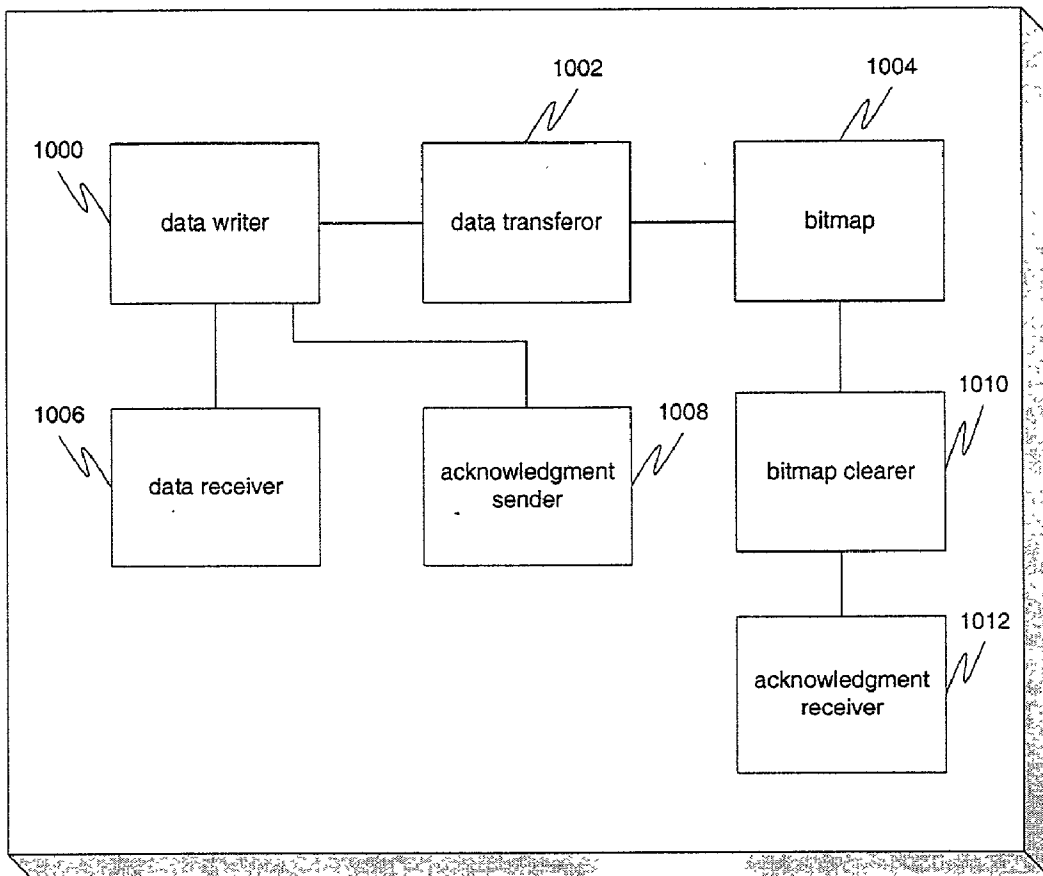 1002
1004
1000
data writer
data transferor
bitmap
1006
1008
1010
data receiver
acknowledgment
sender
bitmap clearer
1012
acknowledgment
receiver